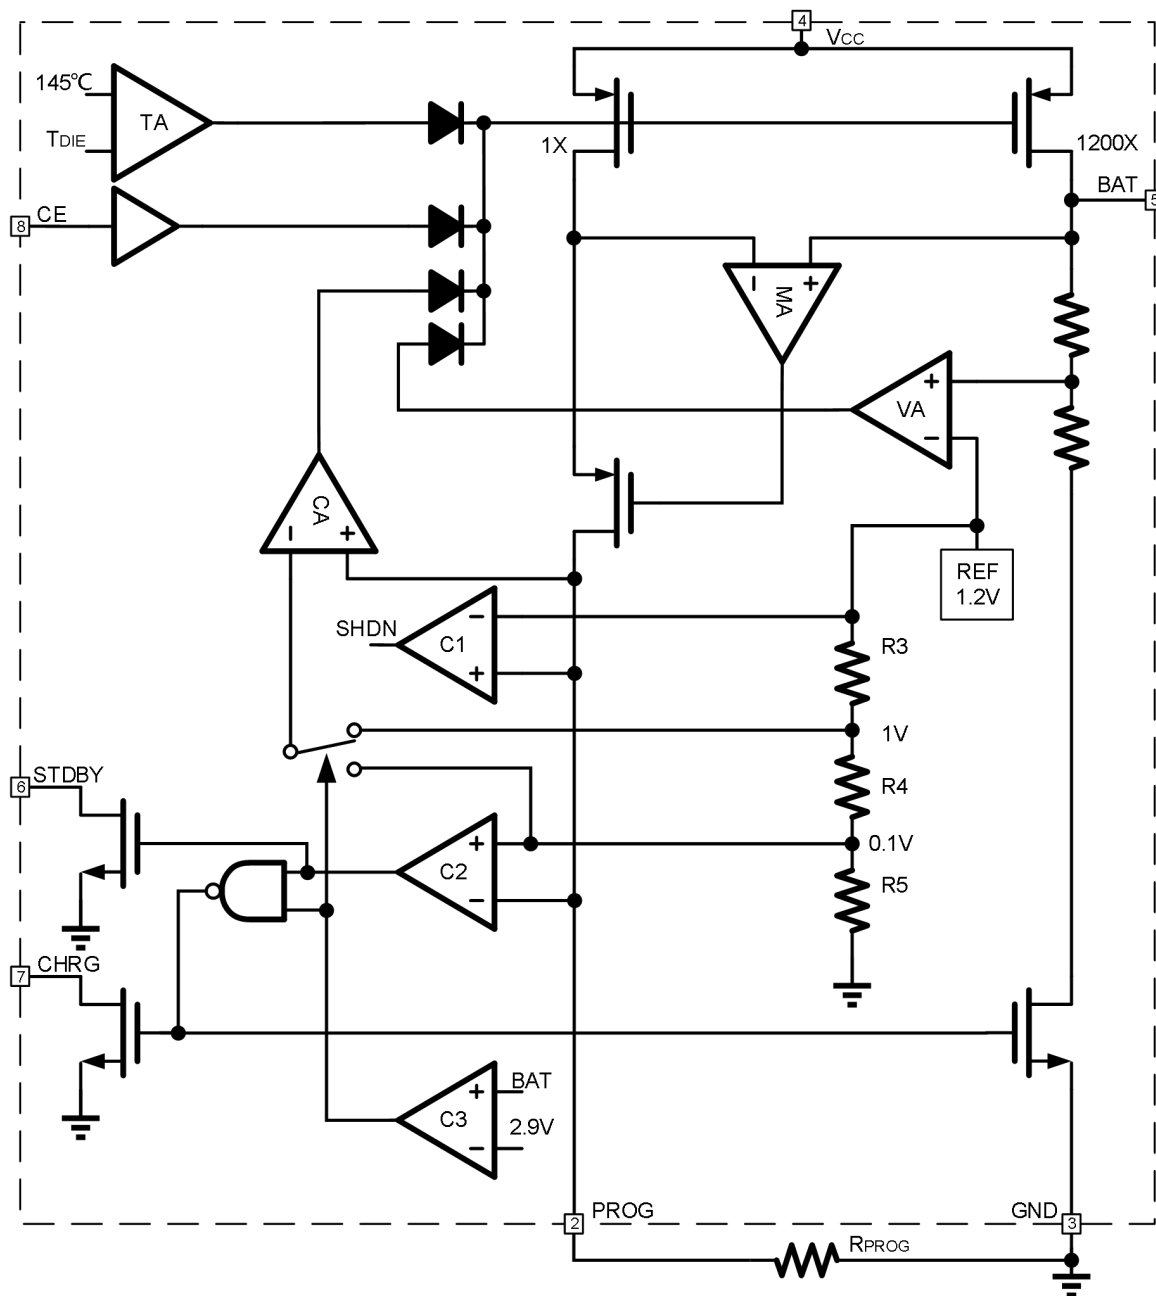 4
VCC
145℃
TA
TDIE
1X
1200X
BAT
5
8
CE
− +
MA
+
VA
−
CA
− +
REF
1.2V
SHDN
−
C1
+
R3
1V
6
STDBY
R4
+
0.1V
C2
R5
−
7
CHRG
+
BAT
C3
2.9V
−
2
PROG
GND
3
RPROG